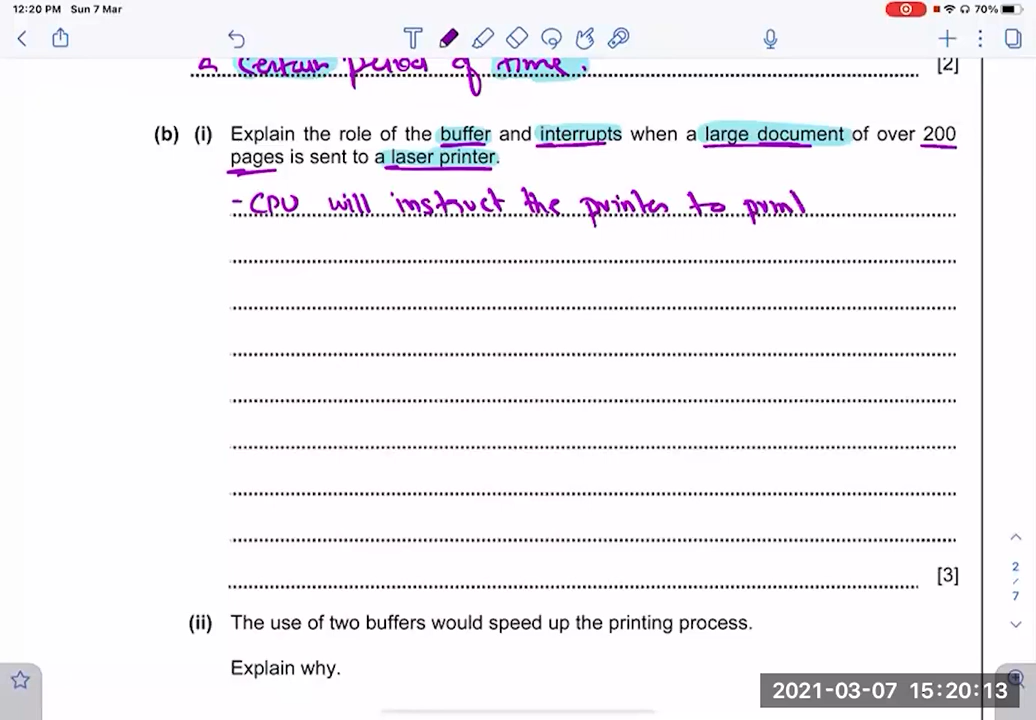 12:20 PM Sun 7 Mar
70%
a certain period of time.
[2]
(b) (i) Explain the role of the buffer and interrupts when a large document of over 200
pages is sent to a laser printer.
- CPU will instruct the printer to print
[3]
(ii) The use of two buffers would speed up the printing process.
Explain why.
2
/
7
2021-03-07 15:20:13